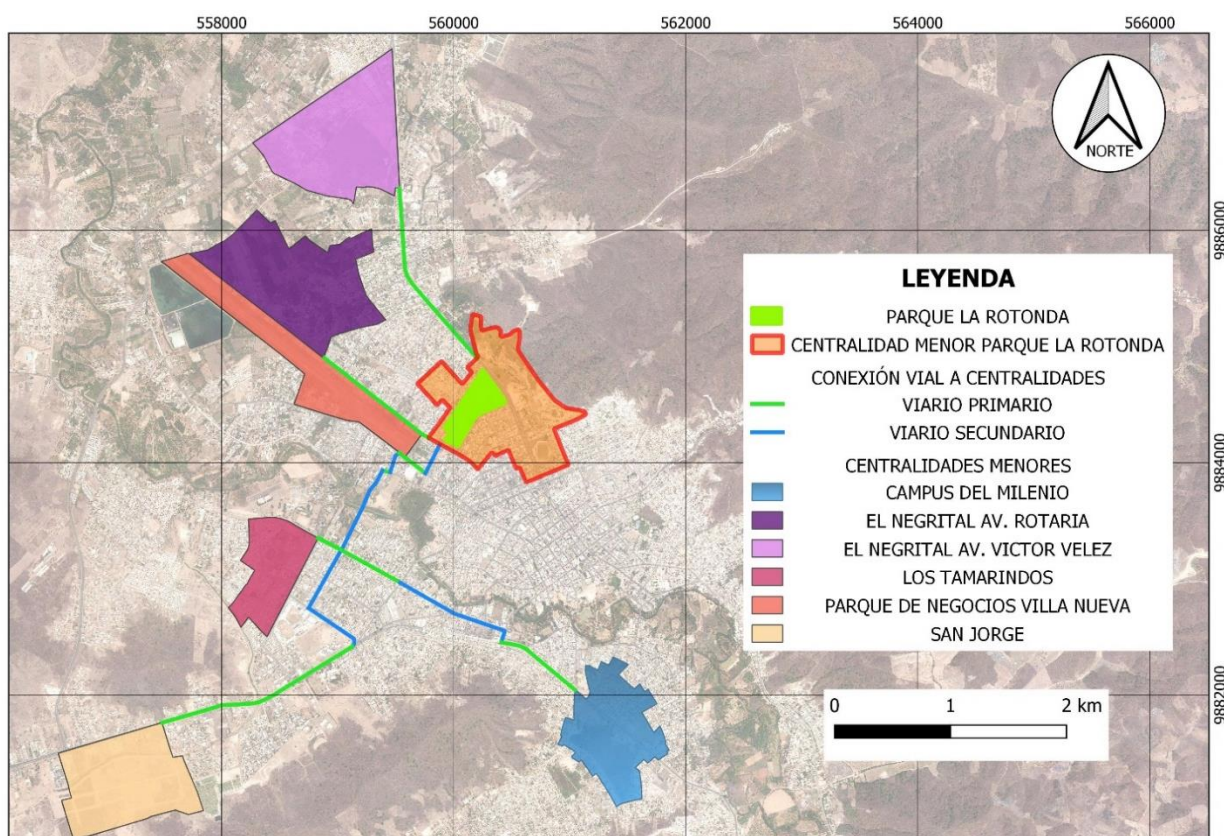 558000
560000
562000
564000
566000
NORTE
9886000
9884000
9882000
LEYENDA
PARQUE LA ROTONDA
CENTRALIDAD MENOR PARQUE LA ROTONDA
CONEXIÓN VIAL A CENTRALIDADES
VIARIO PRIMARIO
VIARIO SECUNDARIO
CENTRALIDADES MENORES
CAMPUS DEL MILENIO
EL NEGRITAL AV. ROTARIA
EL NEGRITAL AV. VICTOR VELEZ
LOS TAMARINDOS
PARQUE DE NEGOCIOS VILLA NUEVA
SAN JORGE
0 1 2 km